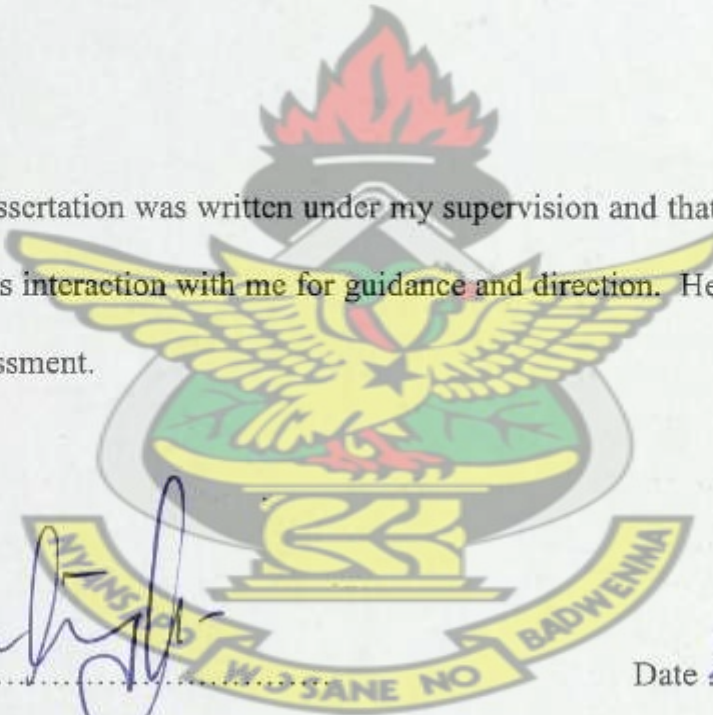 ssertation was written under my supervision and that
s interaction with me for guidance and direction. He
ssment.
Date
NYANSAPO WɔSANE NO BADWENMA